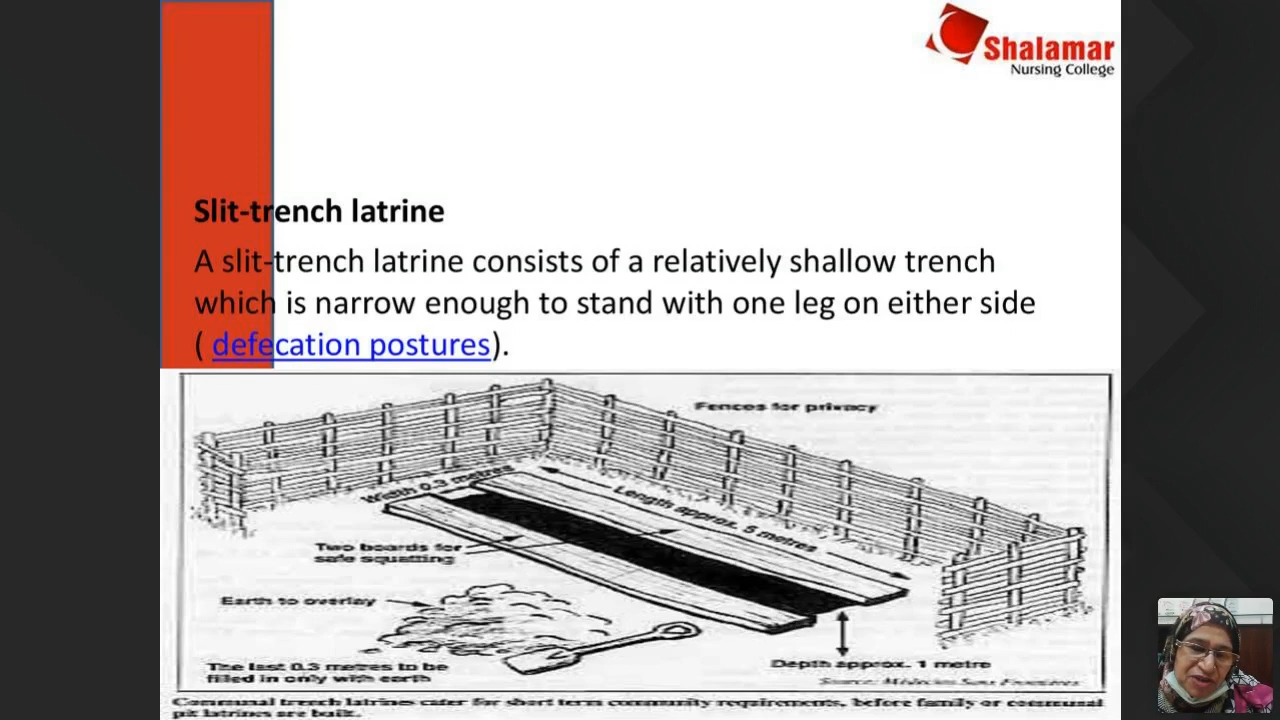 Shalamar
Nursing College
Slit-trench latrine
A slit-trench latrine consists of a relatively shallow trench
which is narrow enough to stand with one leg on either side
( defecation postures).
Fences for privacy
Width 0.3 metres
Length approx. 5 metres
Two boards for
safe squatting
Earth to overlay
The last 0.3 metres to be
filled in only with earth
Depth approx. 1 metre
Source: Médecins Sans Frontières
Communal trench latrines cater for short term community requirements, before family or communal
pit latrines are built.